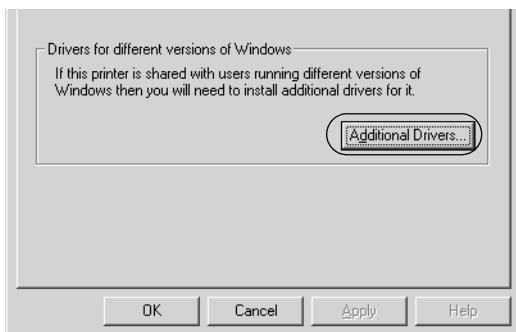 Drivers for different versions of Windows
If this printer is shared with users running different versions of
Windows then you will need to install additional drivers for it.
Additional Drivers...
OK Cancel Apply Help